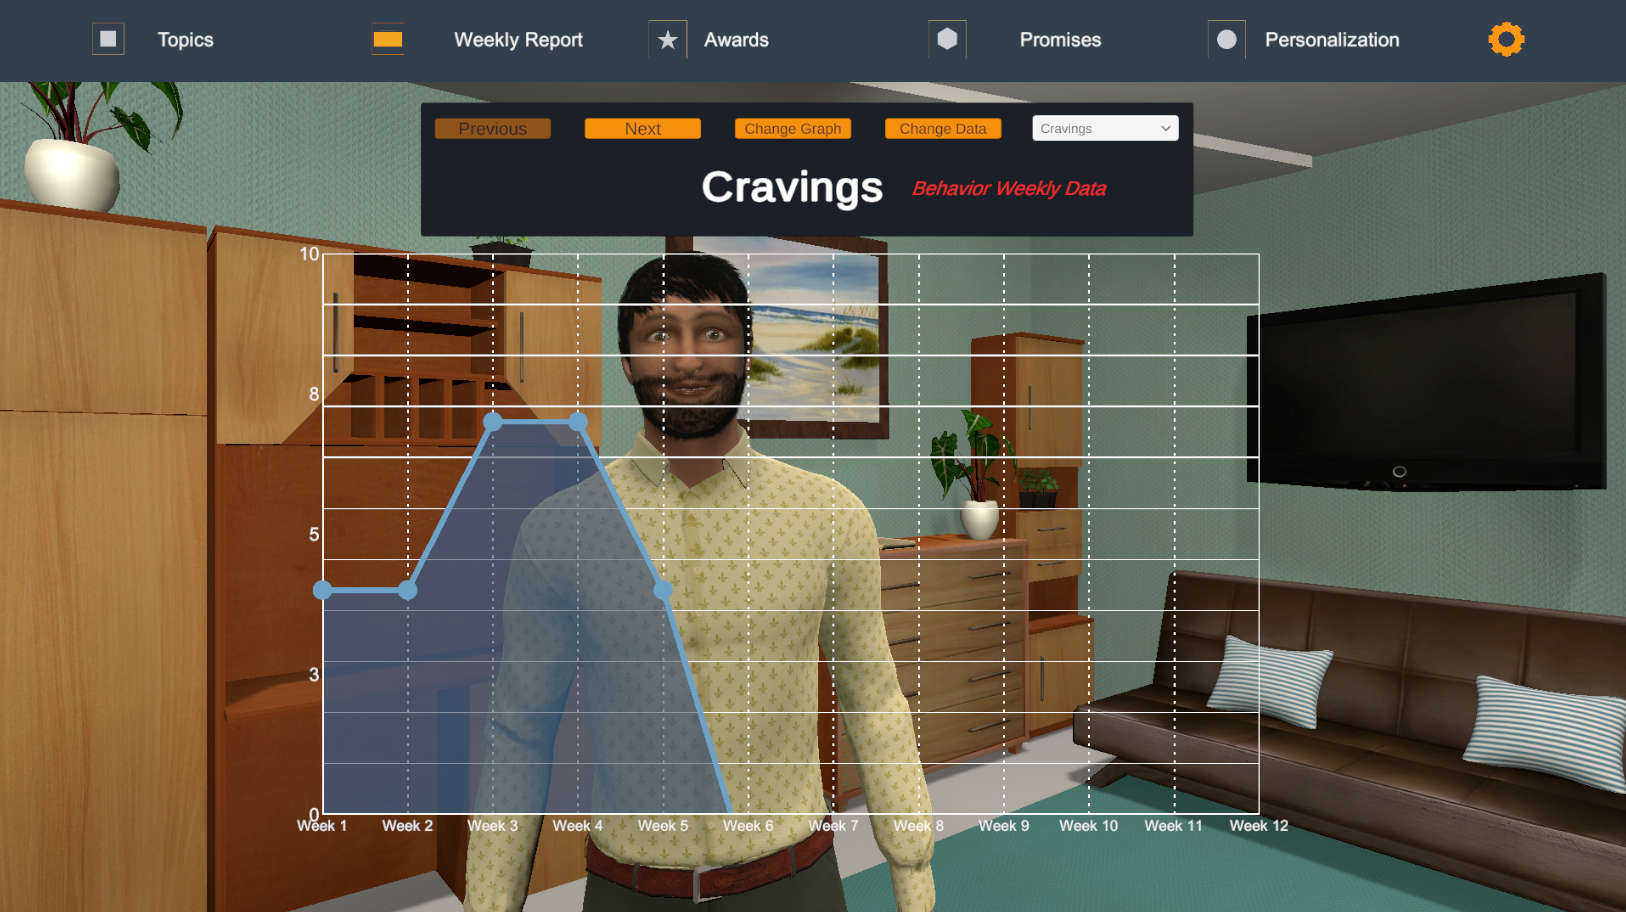 Topics
Weekly Report
Awards
Promises
Personalization
Previous
Next
Change Graph
Change Data
Cravings
Cravings
Behavior Weekly Data
10
8
5
3
0
Week 1
Week 2
Week 3
Week 4
Week 5
Week 6
Week 7
Week 8
Week 9
Week 10
Week 11
Week 12